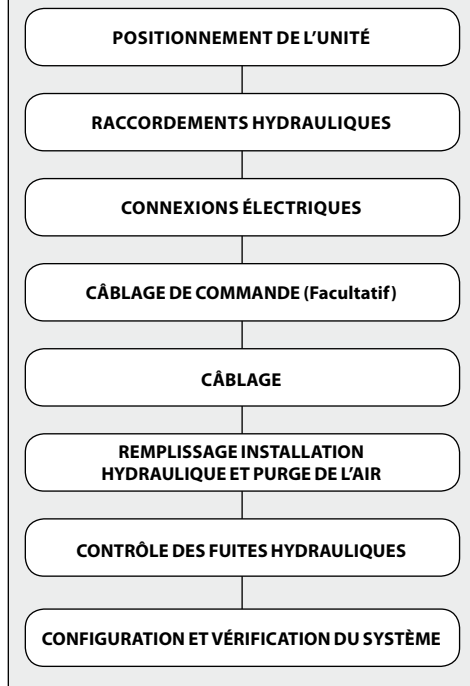 POSITIONNEMENT DE L'UNITÉ
RACCORDEMENTS HYDRAULIQUES
CONNEXIONS ÉLECTRIQUES
CÂBLAGE DE COMMANDE (Facultatif)
CÂBLAGE
REMPLISSAGE INSTALLATION
HYDRAULIQUE ET PURGE DE L'AIR
CONTRÔLE DES FUITES HYDRAULIQUES
CONFIGURATION ET VÉRIFICATION DU SYSTÈME